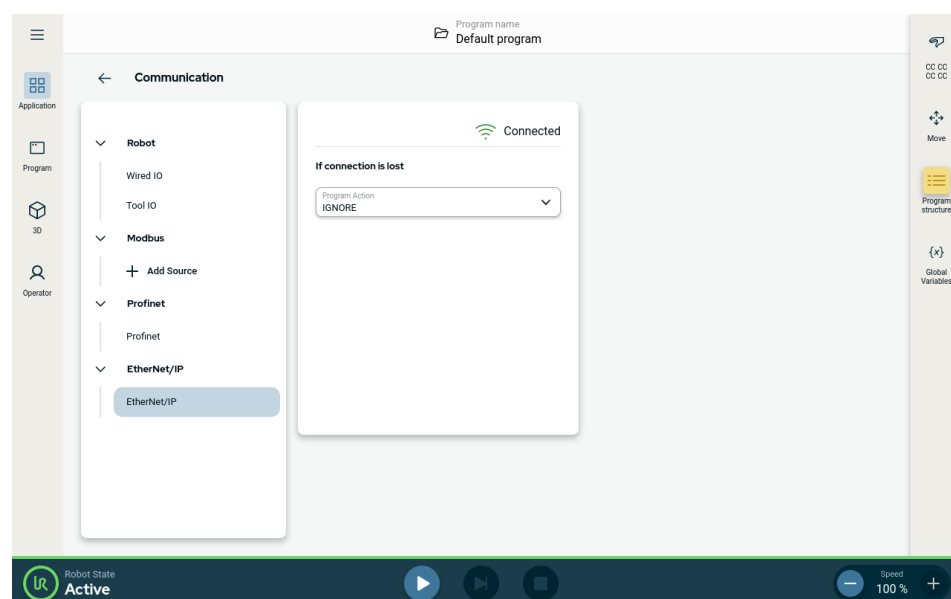 Program name
Default program
Application
Program
3D
Operator
Communication
Robot
Wired IO
Tool IO
Modbus
Add Source
Profinet
Profinet
EtherNet/IP
EtherNet/IP
Connected
If connection is lost
Program Action
IGNORE
CC CC
CC CC
Move
Program
structure
{x}
Global
Variables
UR
Robot State
Active
Speed
100 %